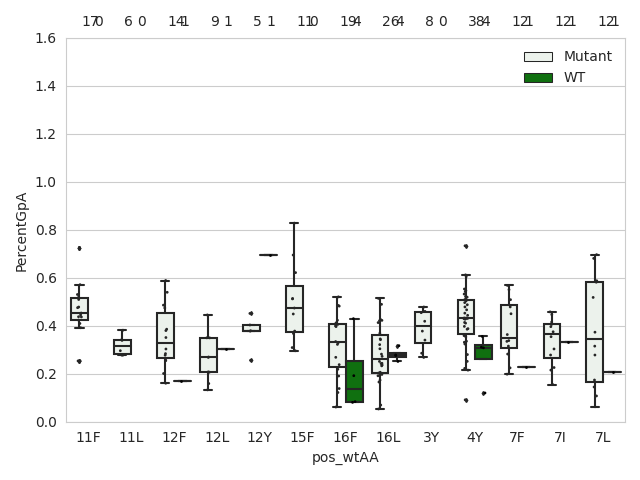 17 0 6 0 14 1 9 1 5 1 11 0 19 4 26 4 8 0 38 4 12 1 12 1 12 1
1.6
Mutant
WT
1.4
1.2
1.0
0.8
0.6
0.4
0.2
0.0
PercentGpA
11F 11L 12F 12L 12Y 15F 16F 16L 3Y 4Y 7F 7I 7L
pos_wtAA